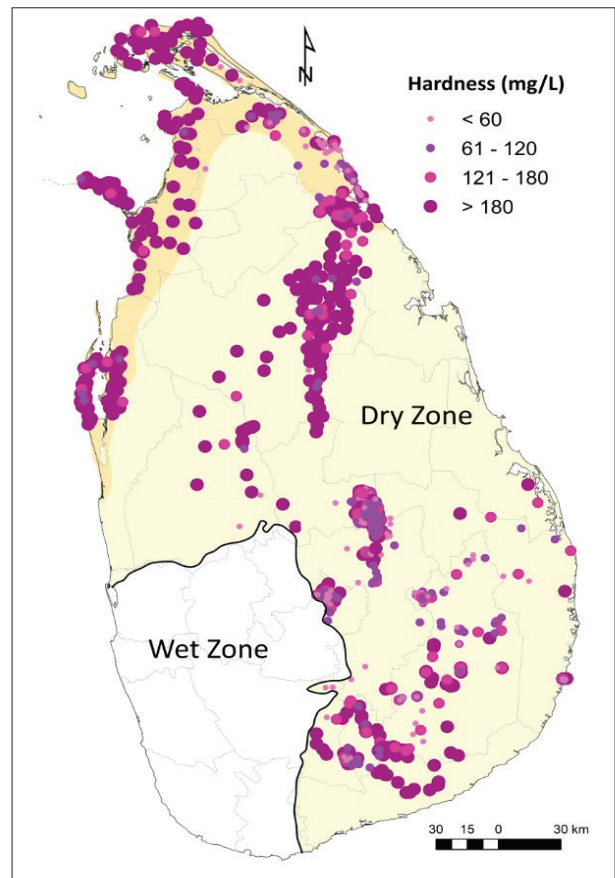 N
Hardness (mg/L)
< 60
61 - 120
121 - 180
> 180
Dry Zone
Wet Zone
30 15 0 30 km